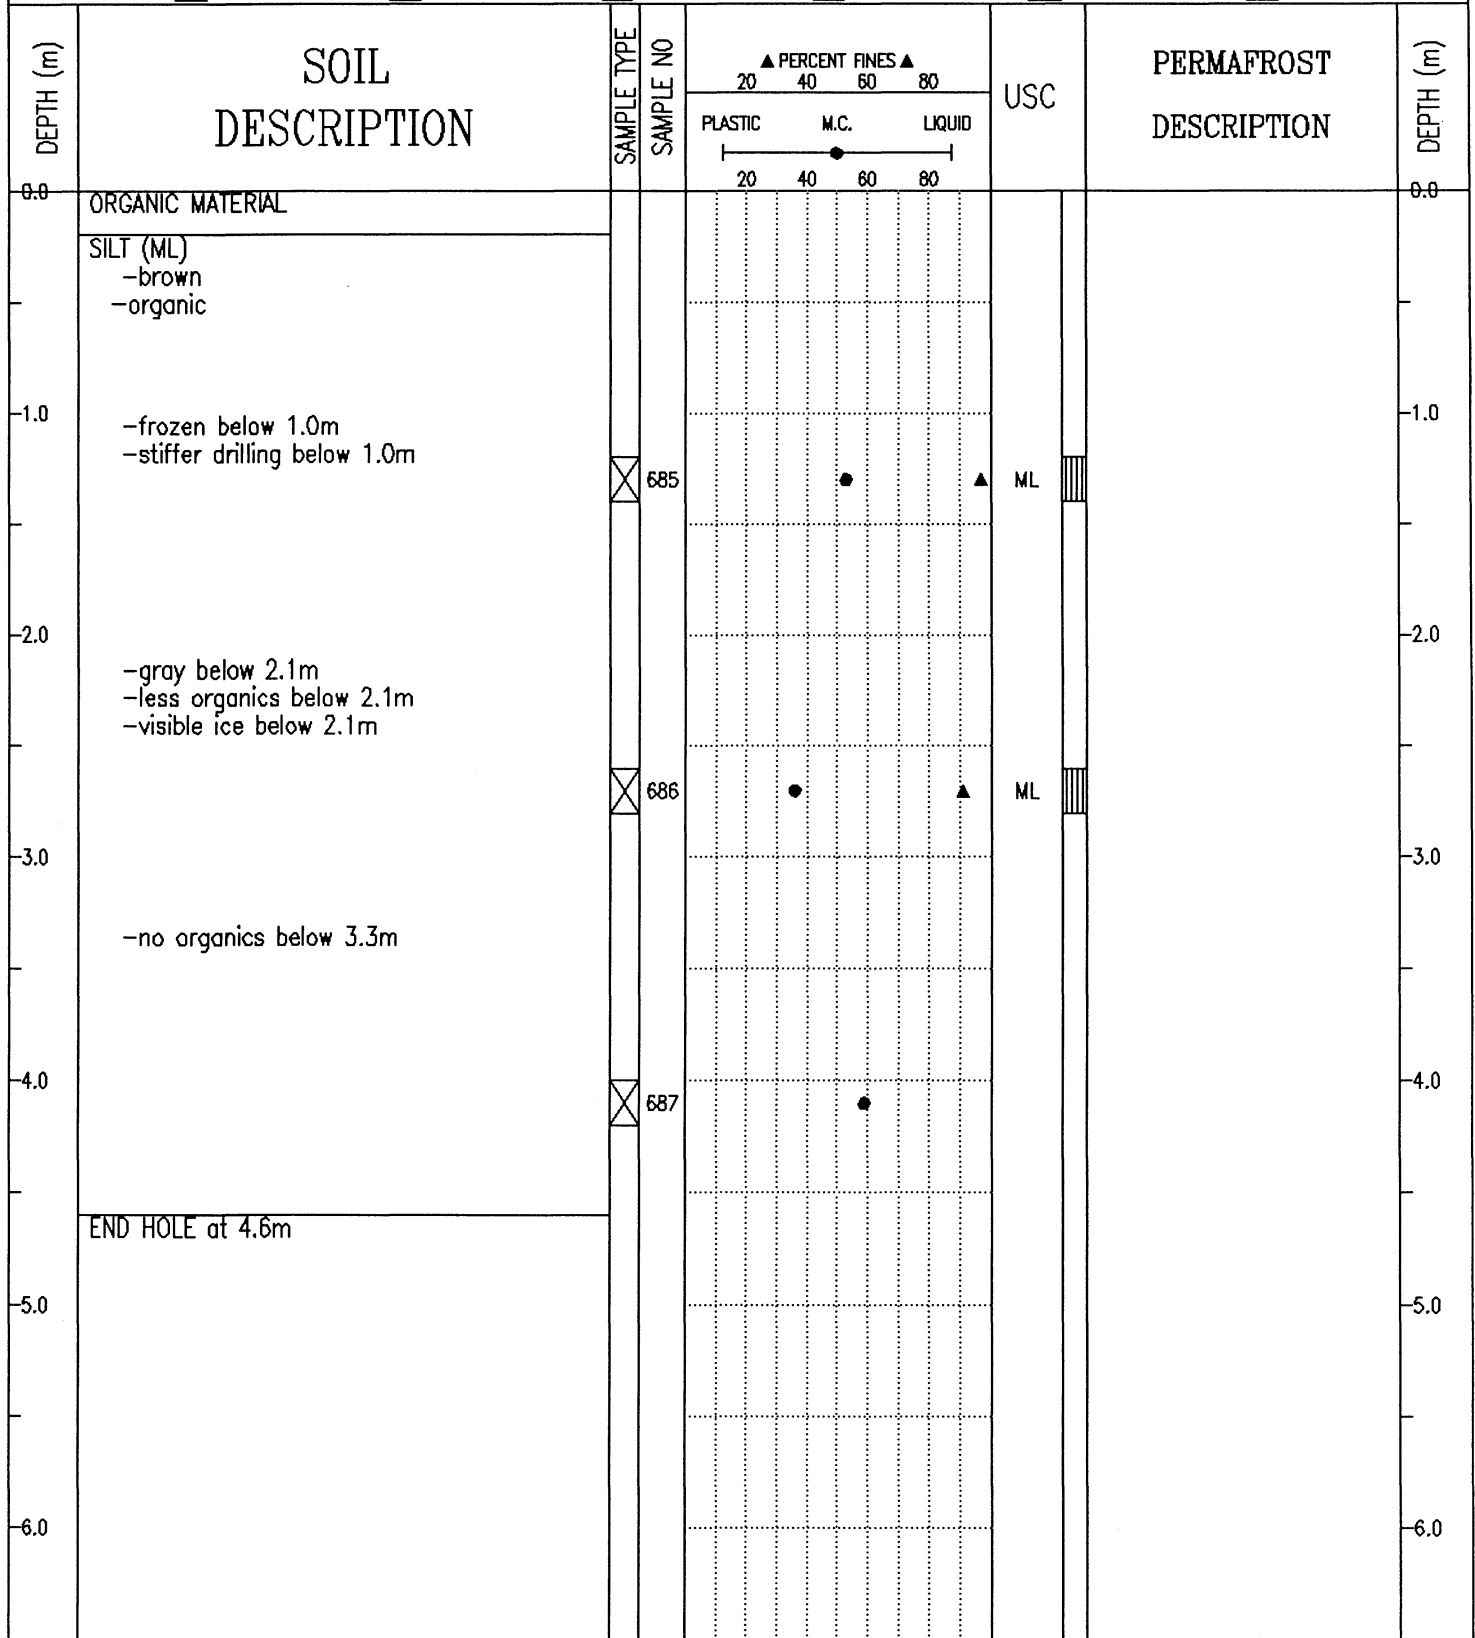 DEPTH (m)
SOIL
DESCRIPTION
SAMPLE TYPE
SAMPLE NO
▲ PERCENT FINES ▲
20 40 60 80
PLASTIC M.C. LIQUID
20 40 60 80
USC
PERMAFROST
DESCRIPTION
DEPTH (m)
0.0 0.0
ORGANIC MATERIAL
SILT (ML)
-brown
-organic
1.0 1.0
-frozen below 1.0m
-stiffer drilling below 1.0m
685 ML
2.0 2.0
-gray below 2.1m
-less organics below 2.1m
-visible ice below 2.1m
686 ML
3.0 3.0
-no organics below 3.3m
4.0 4.0
687
END HOLE at 4.6m
5.0 5.0
6.0 6.0